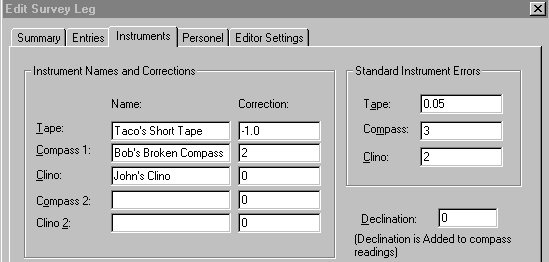 Edit Survey Leg
Summary Entries Instruments Personel Editor Settings
Instrument Names and Corrections
Name: Correction:
Tape: Taco's Short Tape -1.0
Compass 1: Bob's Broken Compass 2
Clino: John's Clino 0
Compass 2: 0
Clino 2: 0
Standard Instrument Errors
Tape: 0.05
Compass: 3
Clino: 2
Declination: 0
(Declination is Added to compass
readings)